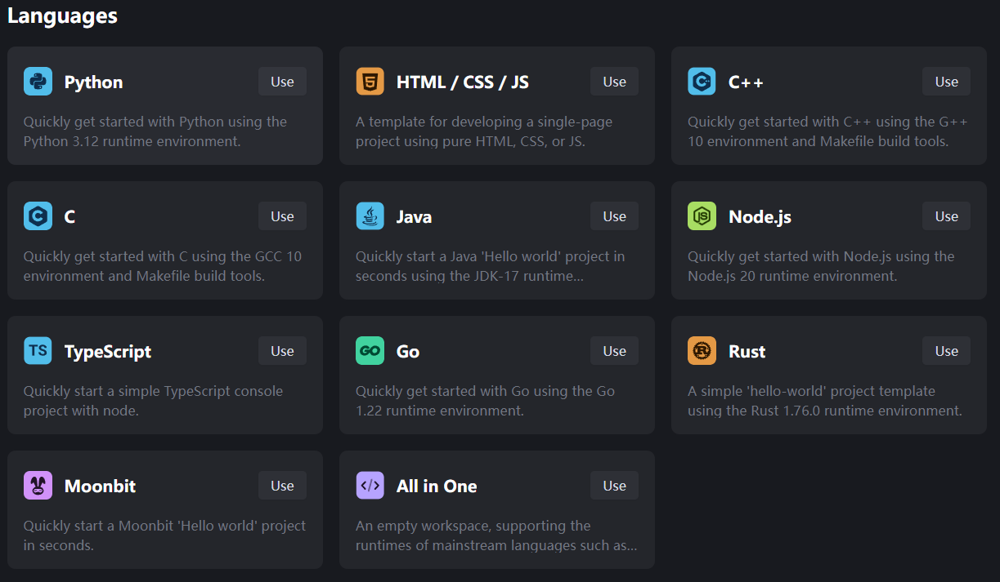 Languages
Python
Use
Quickly get started with Python using the
Python 3.12 runtime environment.
HTML / CSS / JS
Use
A template for developing a single-page
project using pure HTML, CSS, or JS.
C++
Use
Quickly get started with C++ using the G++
10 environment and Makefile build tools.
C
Use
Quickly get started with C using the GCC 10
environment and Makefile build tools.
Java
Use
Quickly start a Java 'Hello world' project in
seconds using the JDK-17 runtime...
JS
Node.js
Use
Quickly get started with Node.js using the
Node.js 20 runtime environment.
TS
TypeScript
Use
Quickly start a simple TypeScript console
project with node.
GO
Go
Use
Quickly get started with Go using the Go
1.22 runtime environment.
R
Rust
Use
A simple 'hello-world' project template
using the Rust 1.76.0 runtime environment.
Moonbit
Use
Quickly start a Moonbit 'Hello world' project
in seconds.
</>
All in One
Use
An empty workspace, supporting the
runtimes of mainstream languages such as...